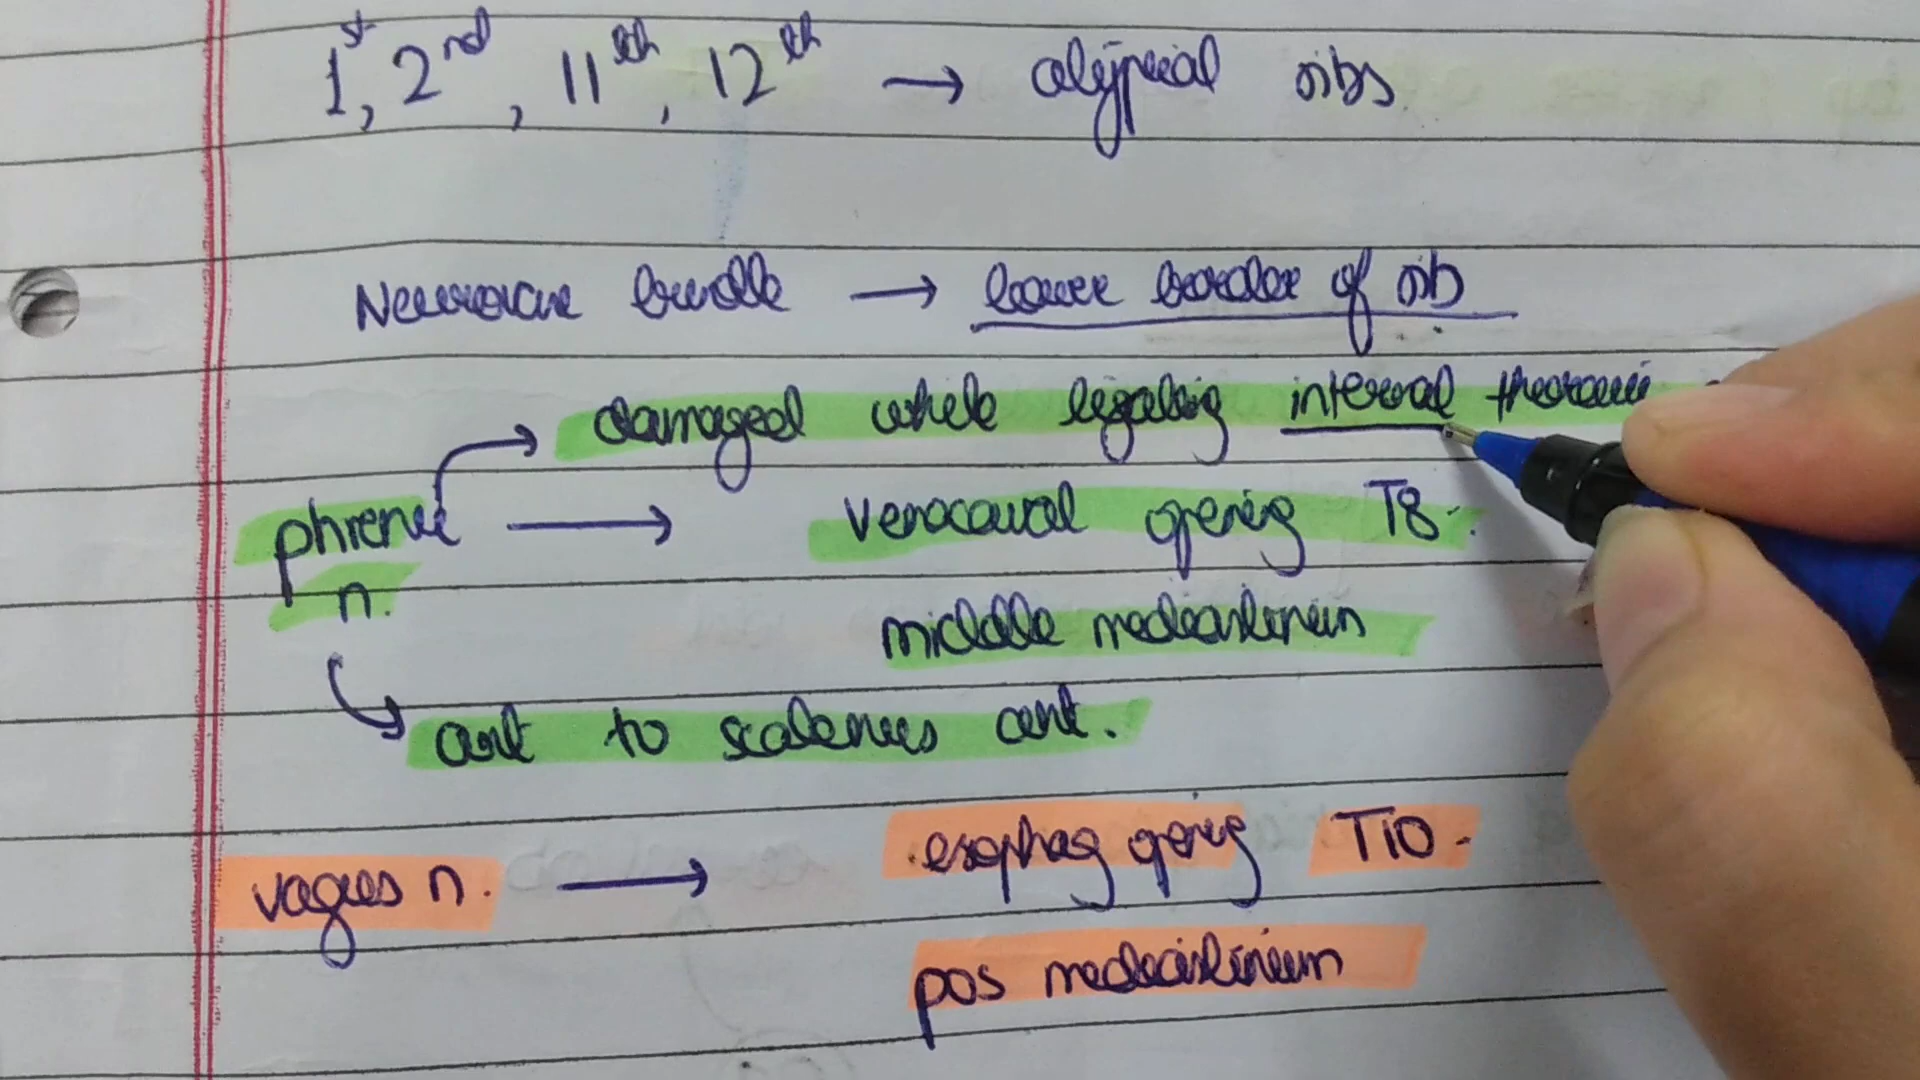 1st, 2nd, 11th, 12th → atypical ribs
Neurovac bundle → lower border of rib
damaged while ligating internal thoracic
phrenic → Venacaval opening T8.
n.
middle mediastinum
ant to scalenus ant.
esophag opening T10.
vagus n. →
pos mediastinum